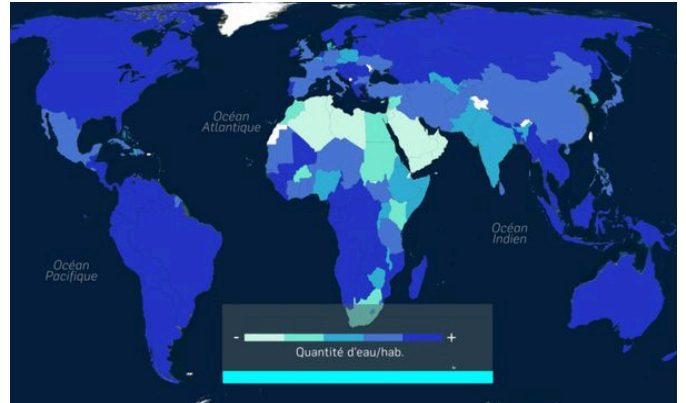 Océan
Atlantique
Océan
Indien
Océan
Pacifique
- +
Quantité d'eau/hab.